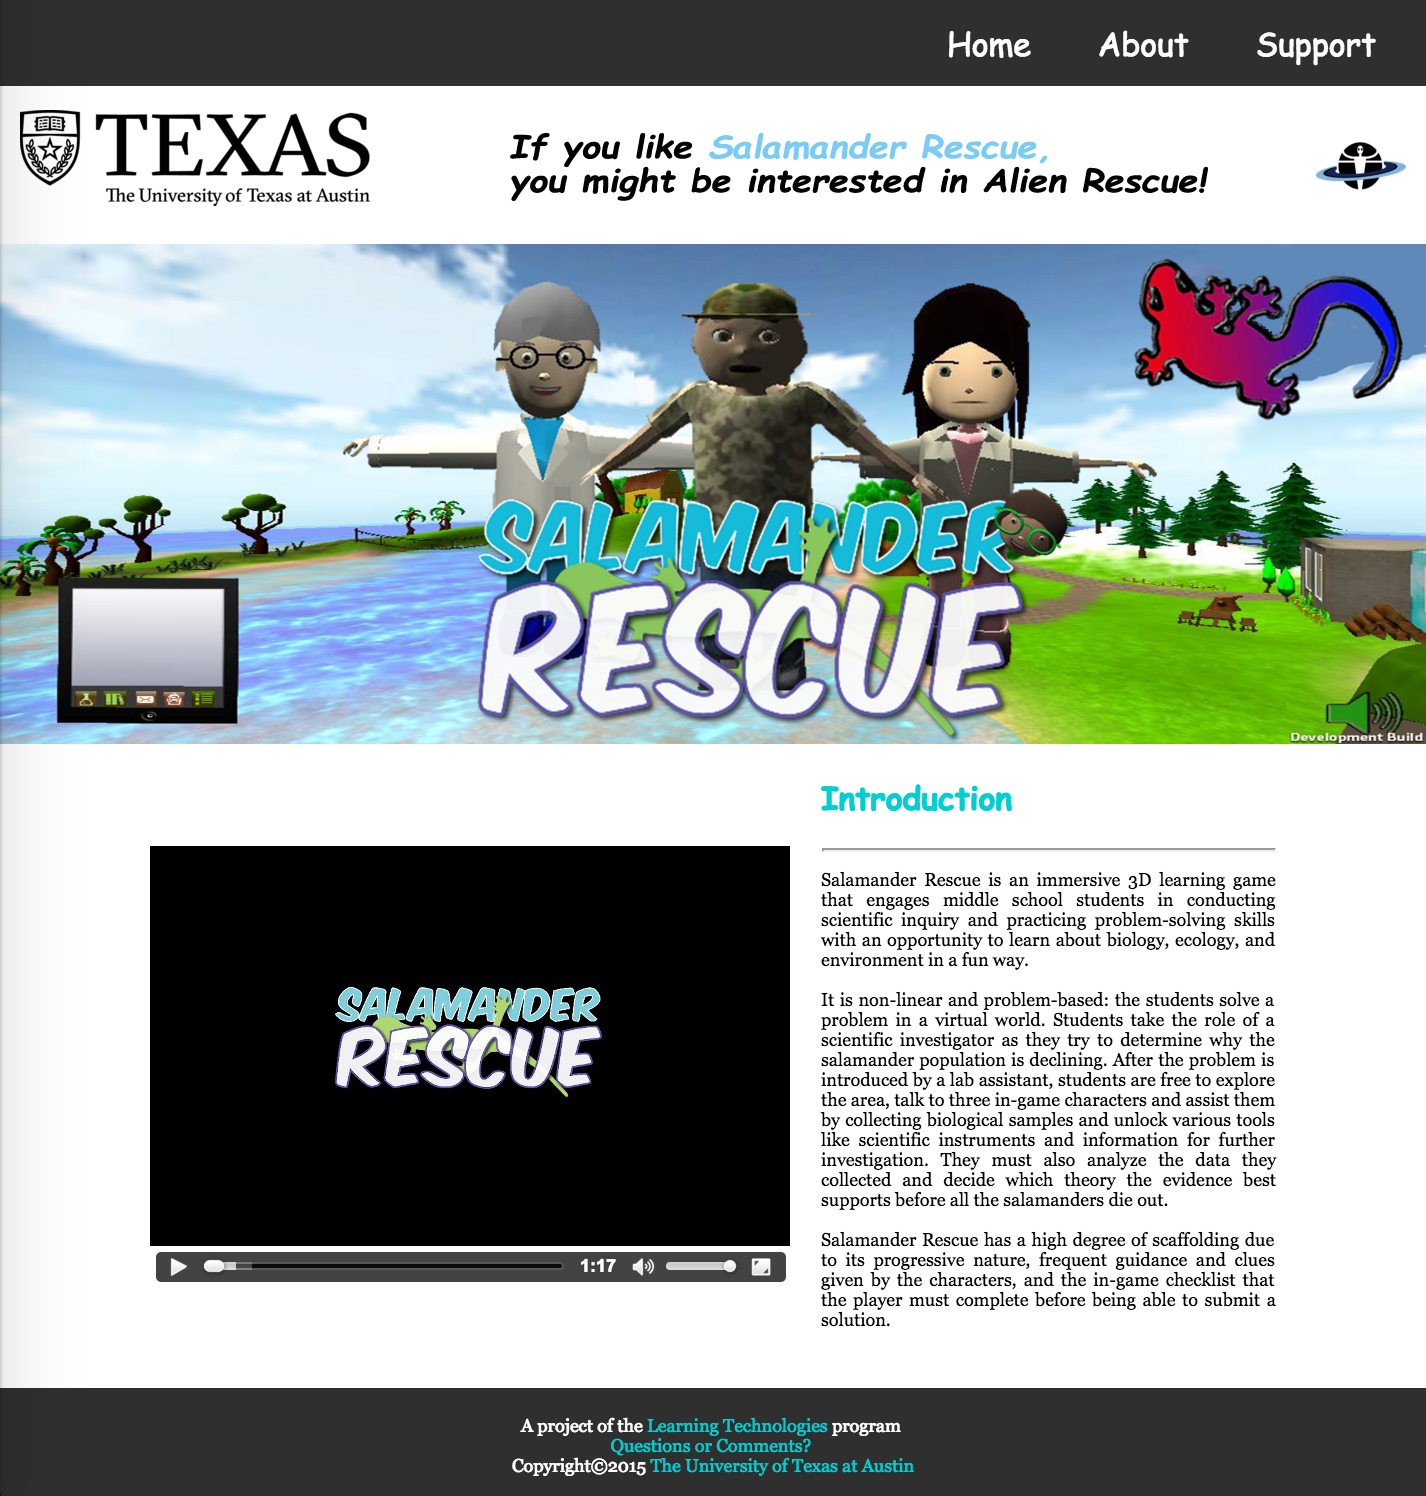 Home About Support
TEXAS
The University of Texas at Austin
If you like Salamander Rescue,
you might be interested in Alien Rescue!
SALAMANDER
RESCUE
Development Build
Introduction
Salamander Rescue is an immersive 3D learning game
that engages middle school students in conducting
scientific inquiry and practicing problem-solving skills
with an opportunity to learn about biology, ecology, and
environment in a fun way.
It is non-linear and problem-based: the students solve a
problem in a virtual world. Students take the role of a
scientific investigator as they try to determine why the
salamander population is declining. After the problem is
introduced by a lab assistant, students are free to explore
the area, talk to three in-game characters and assist them
by collecting biological samples and unlock various tools
like scientific instruments and information for further
investigation. They must also analyze the data they
collected and decide which theory the evidence best
supports before all the salamanders die out.
Salamander Rescue has a high degree of scaffolding due
to its progressive nature, frequent guidance and clues
given by the characters, and the in-game checklist that
the player must complete before being able to submit a
solution.
SALAMANDER
RESCUE
1:17
A project of the Learning Technologies program
Questions or Comments?
Copyright©2015 The University of Texas at Austin